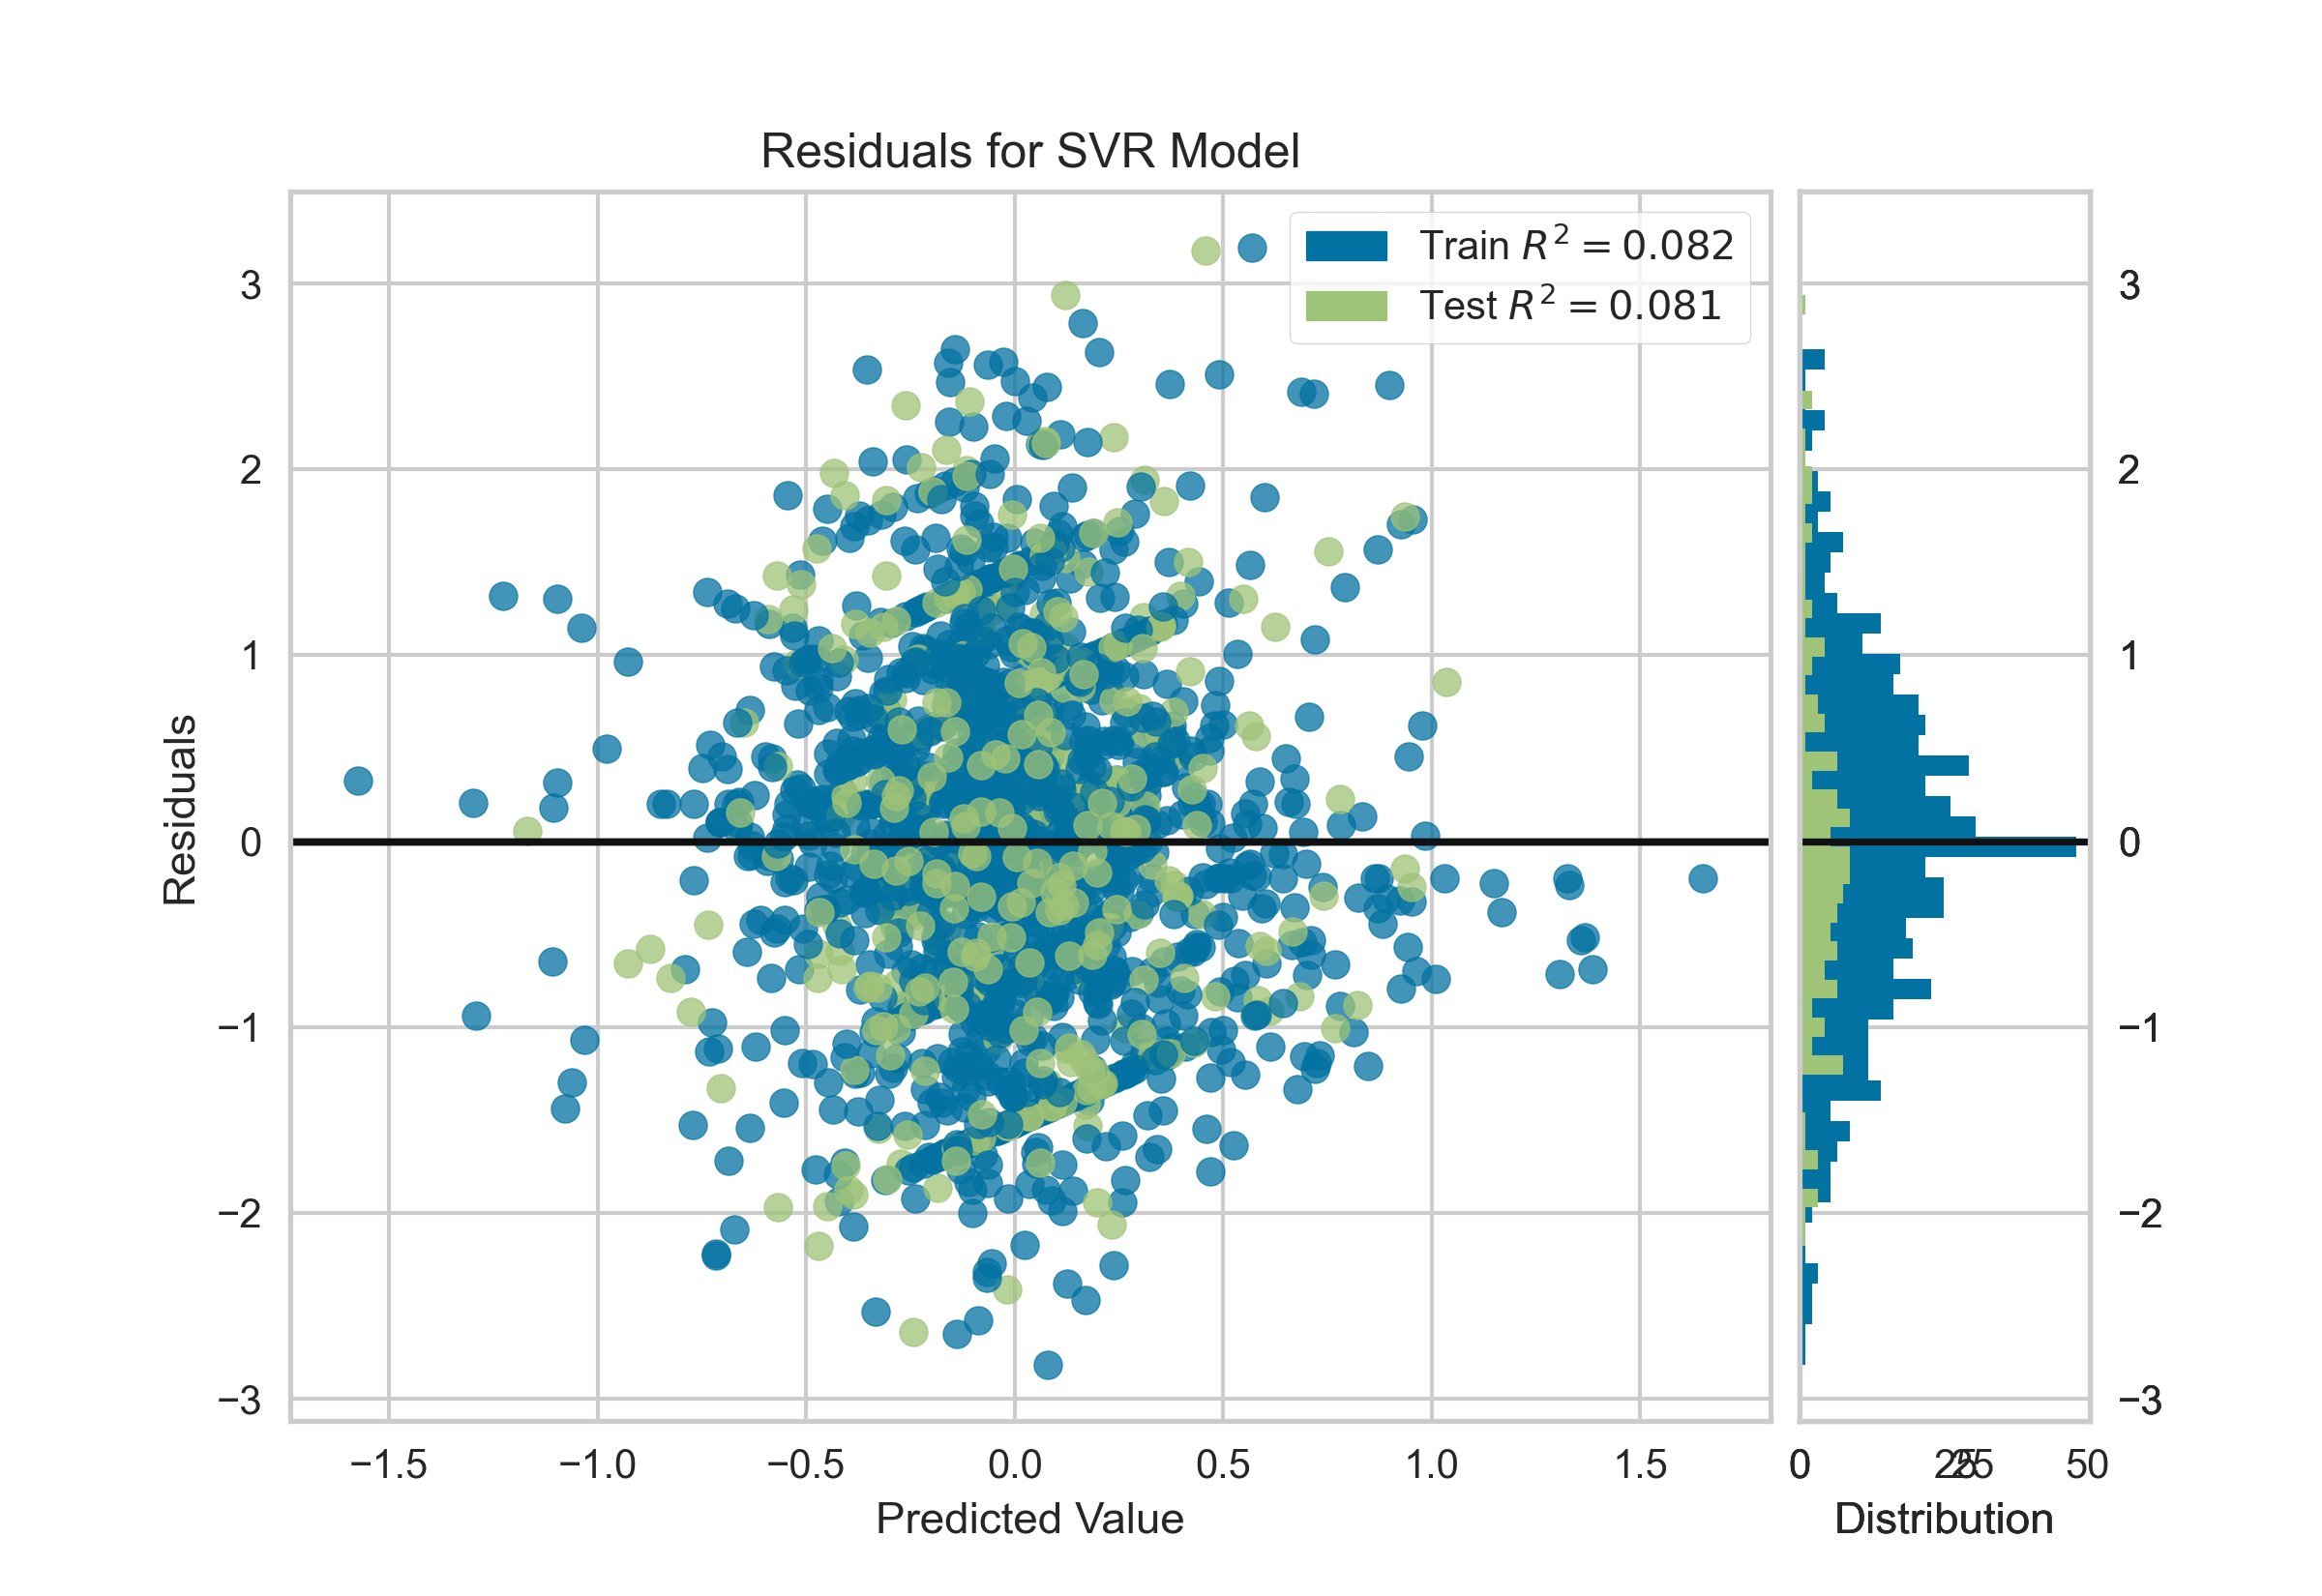 Residuals for SVR Model
Train R² = 0.082
Test R² = 0.081
Residuals
3
2
1
0
−1
−2
−3
−1.5 −1.0 −0.5 0.0 0.5 1.0 1.5
Predicted Value
3
2
1
0
−1
−2
−3
0 25 50
Distribution